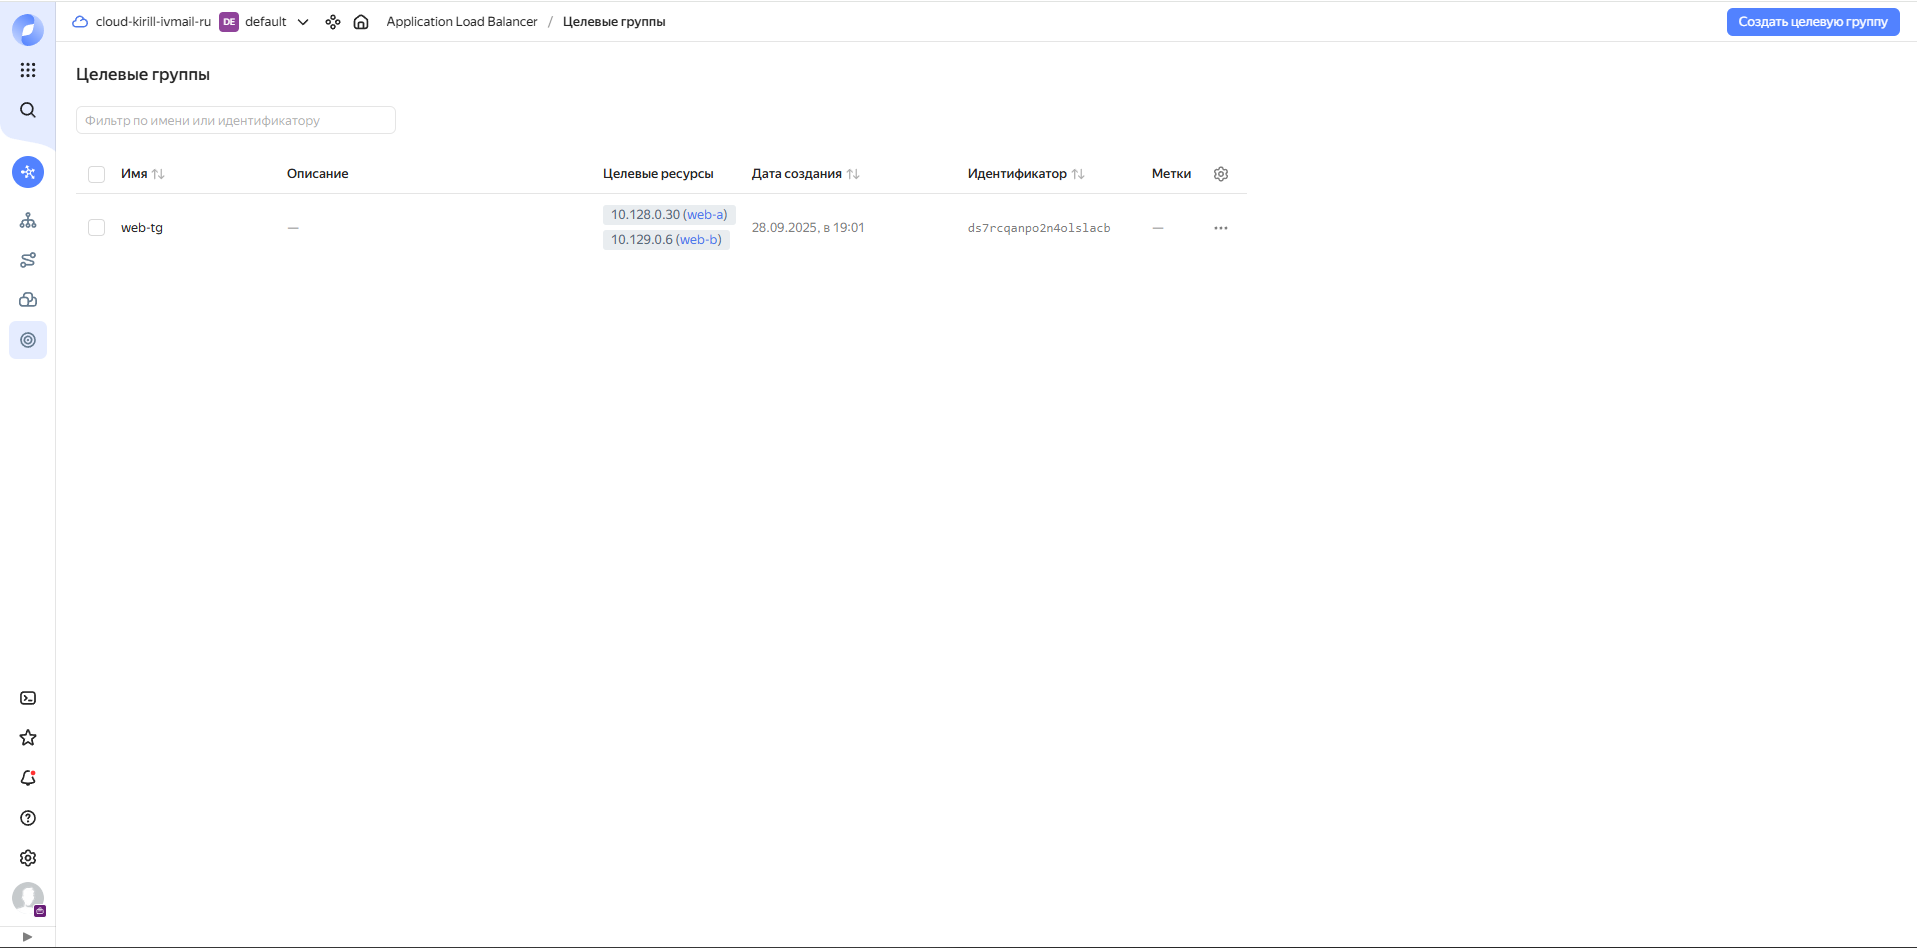 cloud-kirill-ivmail-ru DE default Application Load Balancer / Целевые группы Создать целевую группу
Целевые группы
Фильтр по имени или идентификатору
Имя Описание Целевые ресурсы Дата создания Идентификатор Метки
web-tg — 10.128.0.30 (web-a) 28.09.2025, в 19:01 ds7rcqanpo2n4olslacb —
10.129.0.6 (web-b)